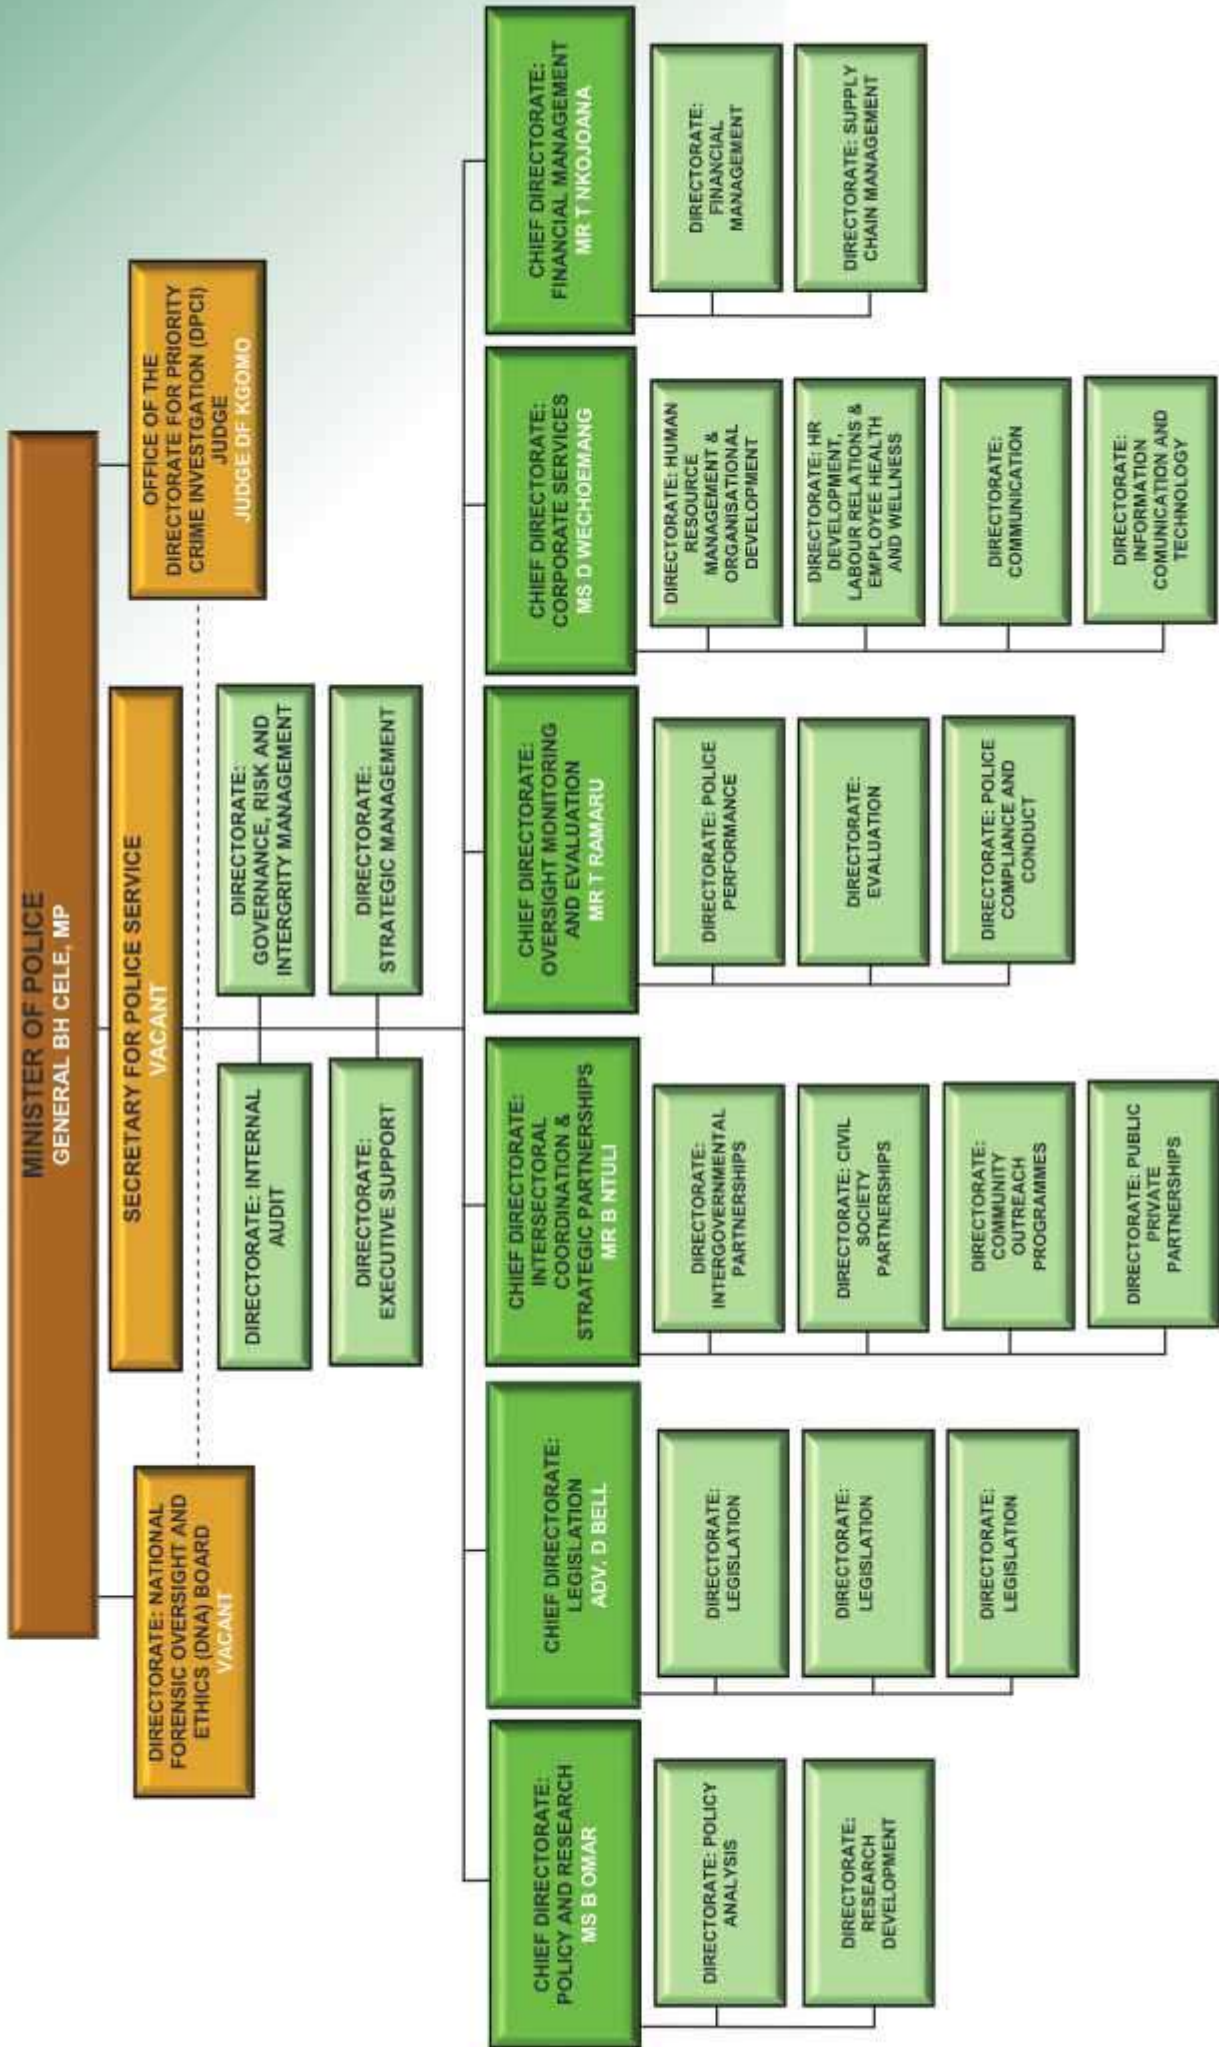 MINISTER OF POLICE
GENERAL BH CELE, MP
DIRECTORATE: NATIONAL
FORENSIC OVERSIGHT AND
ETHICS (DNA) BOARD
VACANT
SECRETARY FOR POLICE SERVICE
VACANT
OFFICE OF THE
DIRECTORATE FOR PRIORITY
CRIME INVESTGATION (DPCI)
JUDGE
JUDGE DF KGOMO
DIRECTORATE: INTERNAL
AUDIT
DIRECTORATE:
GOVERNANCE, RISK AND
INTERGRITY MANAGEMENT
DIRECTORATE:
EXECUTIVE SUPPORT
DIRECTORATE:
STRATEGIC MANAGEMENT
CHIEF DIRECTORATE:
POLICY AND RESEARCH
MS B OMAR
DIRECTORATE: POLICY
ANALYSIS
DIRECTORATE:
RESEARCH
DEVELOPMENT
CHIEF DIRECTORATE:
LEGISLATION
ADV. D BELL
DIRECTORATE:
LEGISLATION
DIRECTORATE:
LEGISLATION
DIRECTORATE:
LEGISLATION
CHIEF DIRECTORATE:
INTERSECTORAL
COORDINATION &
STRATEGIC PARTNERSHIPS
MR B NTULI
DIRECTORATE:
INTERGOVERNMENTAL
PARTNERSHIPS
DIRECTORATE: CIVIL
SOCIETY
PARTNERSHIPS
DIRECTORATE:
COMMUNITY
OUTREACH
PROGRAMMES
DIRECTORATE: PUBLIC
PRIVATE
PARTNERSHIPS
CHIEF DIRECTORATE:
OVERSIGHT MONITORING
AND EVALUATION
MR T RAMARU
DIRECTORATE: POLICE
PERFORMANCE
DIRECTORATE:
EVALUATION
DIRECTORATE: POLICE
COMPLIANCE AND
CONDUCT
CHIEF DIRECTORATE:
CORPORATE SERVICES
MS D WECHOEMANG
DIRECTORATE: HUMAN
RESOURCE
MANAGEMENT &
ORGANISATIONAL
DEVELOPMENT
DIRECTORATE: HR
DEVELOPMENT,
LABOUR RELATIONS &
EMPLOYEE HEALTH
AND WELLNESS
DIRECTORATE:
COMMUNICATION
DIRECTORATE:
INFORMATION
COMUNICATION AND
TECHNOLOGY
CHIEF DIRECTORATE:
FINANCIAL MANAGEMENT
MR T NKOJOANA
DIRECTORATE:
FINANCIAL
MANAGEMENT
DIRECTORATE: SUPPLY
CHAIN MANAGEMENT